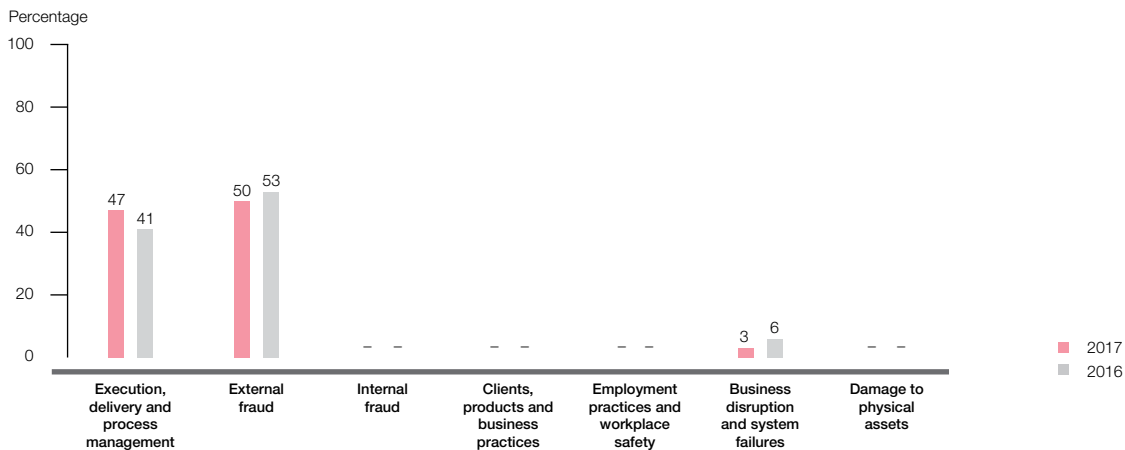 Percentage
100
80
60
40
20
0
47
41
50
53
– –
– –
– –
3
6
– –
Execution,
delivery and
process
management
External
fraud
Internal
fraud
Clients,
products and
business
practices
Employment
practices and
workplace
safety
Business
disruption
and system
failures
Damage to
physical
assets
2017
2016